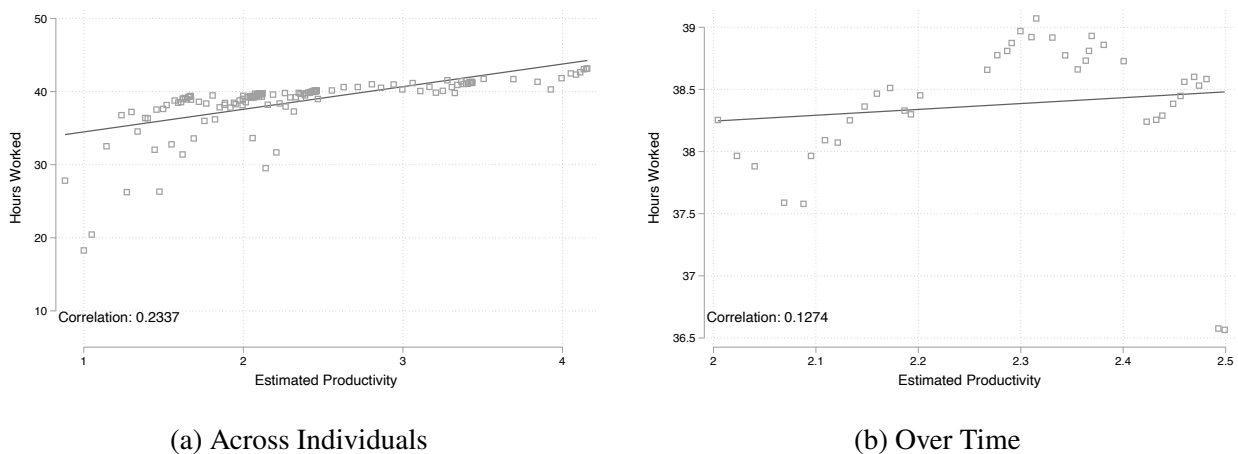 50
40
30
20
10
Hours Worked
Correlation: 0.2337
1 2 3 4
Estimated Productivity
(a) Across Individuals
39
38.5
38
37.5
37
36.5
Hours Worked
Correlation: 0.1274
2 2.1 2.2 2.3 2.4 2.5
Estimated Productivity
(b) Over Time